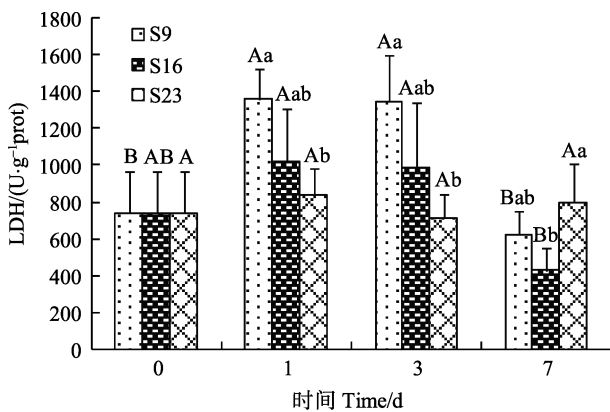 LDH/(U·g⁻¹prot)
1800
1600
1400
1200
1000
800
600
400
200
0
S9
S16
S23
B AB A
Aa Aab Ab
Aa Aab Ab
Bab Bb Aa
0 1 3 7
时间 Time/d